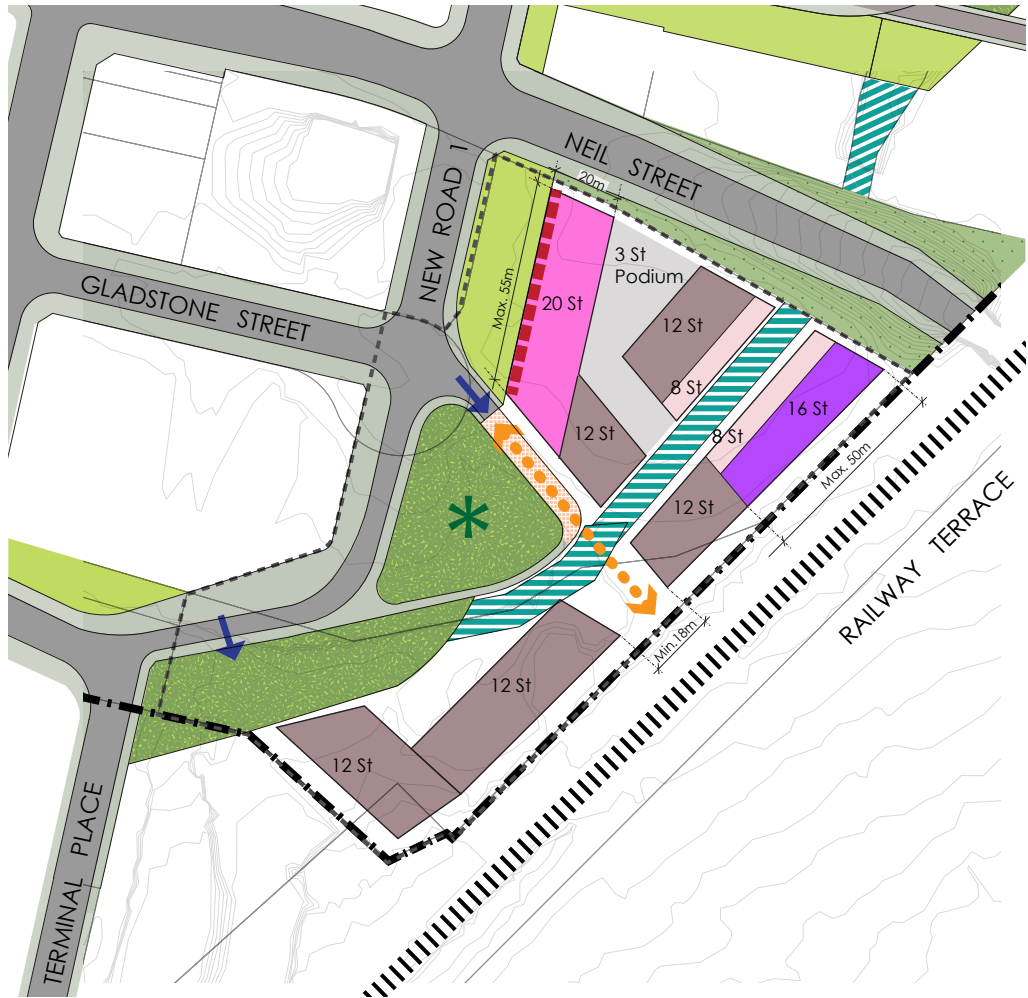 NEIL STREET
NEW ROAD 1
20m
3 St
Podium
Max. 55m
20 St
GLADSTONE STREET
12 St
8 St
16 St
12 St
8 St
Max. 50m
12 St
RAILWAY TERRACE
Min.18m
12 St
12 St
TERMINAL PLACE